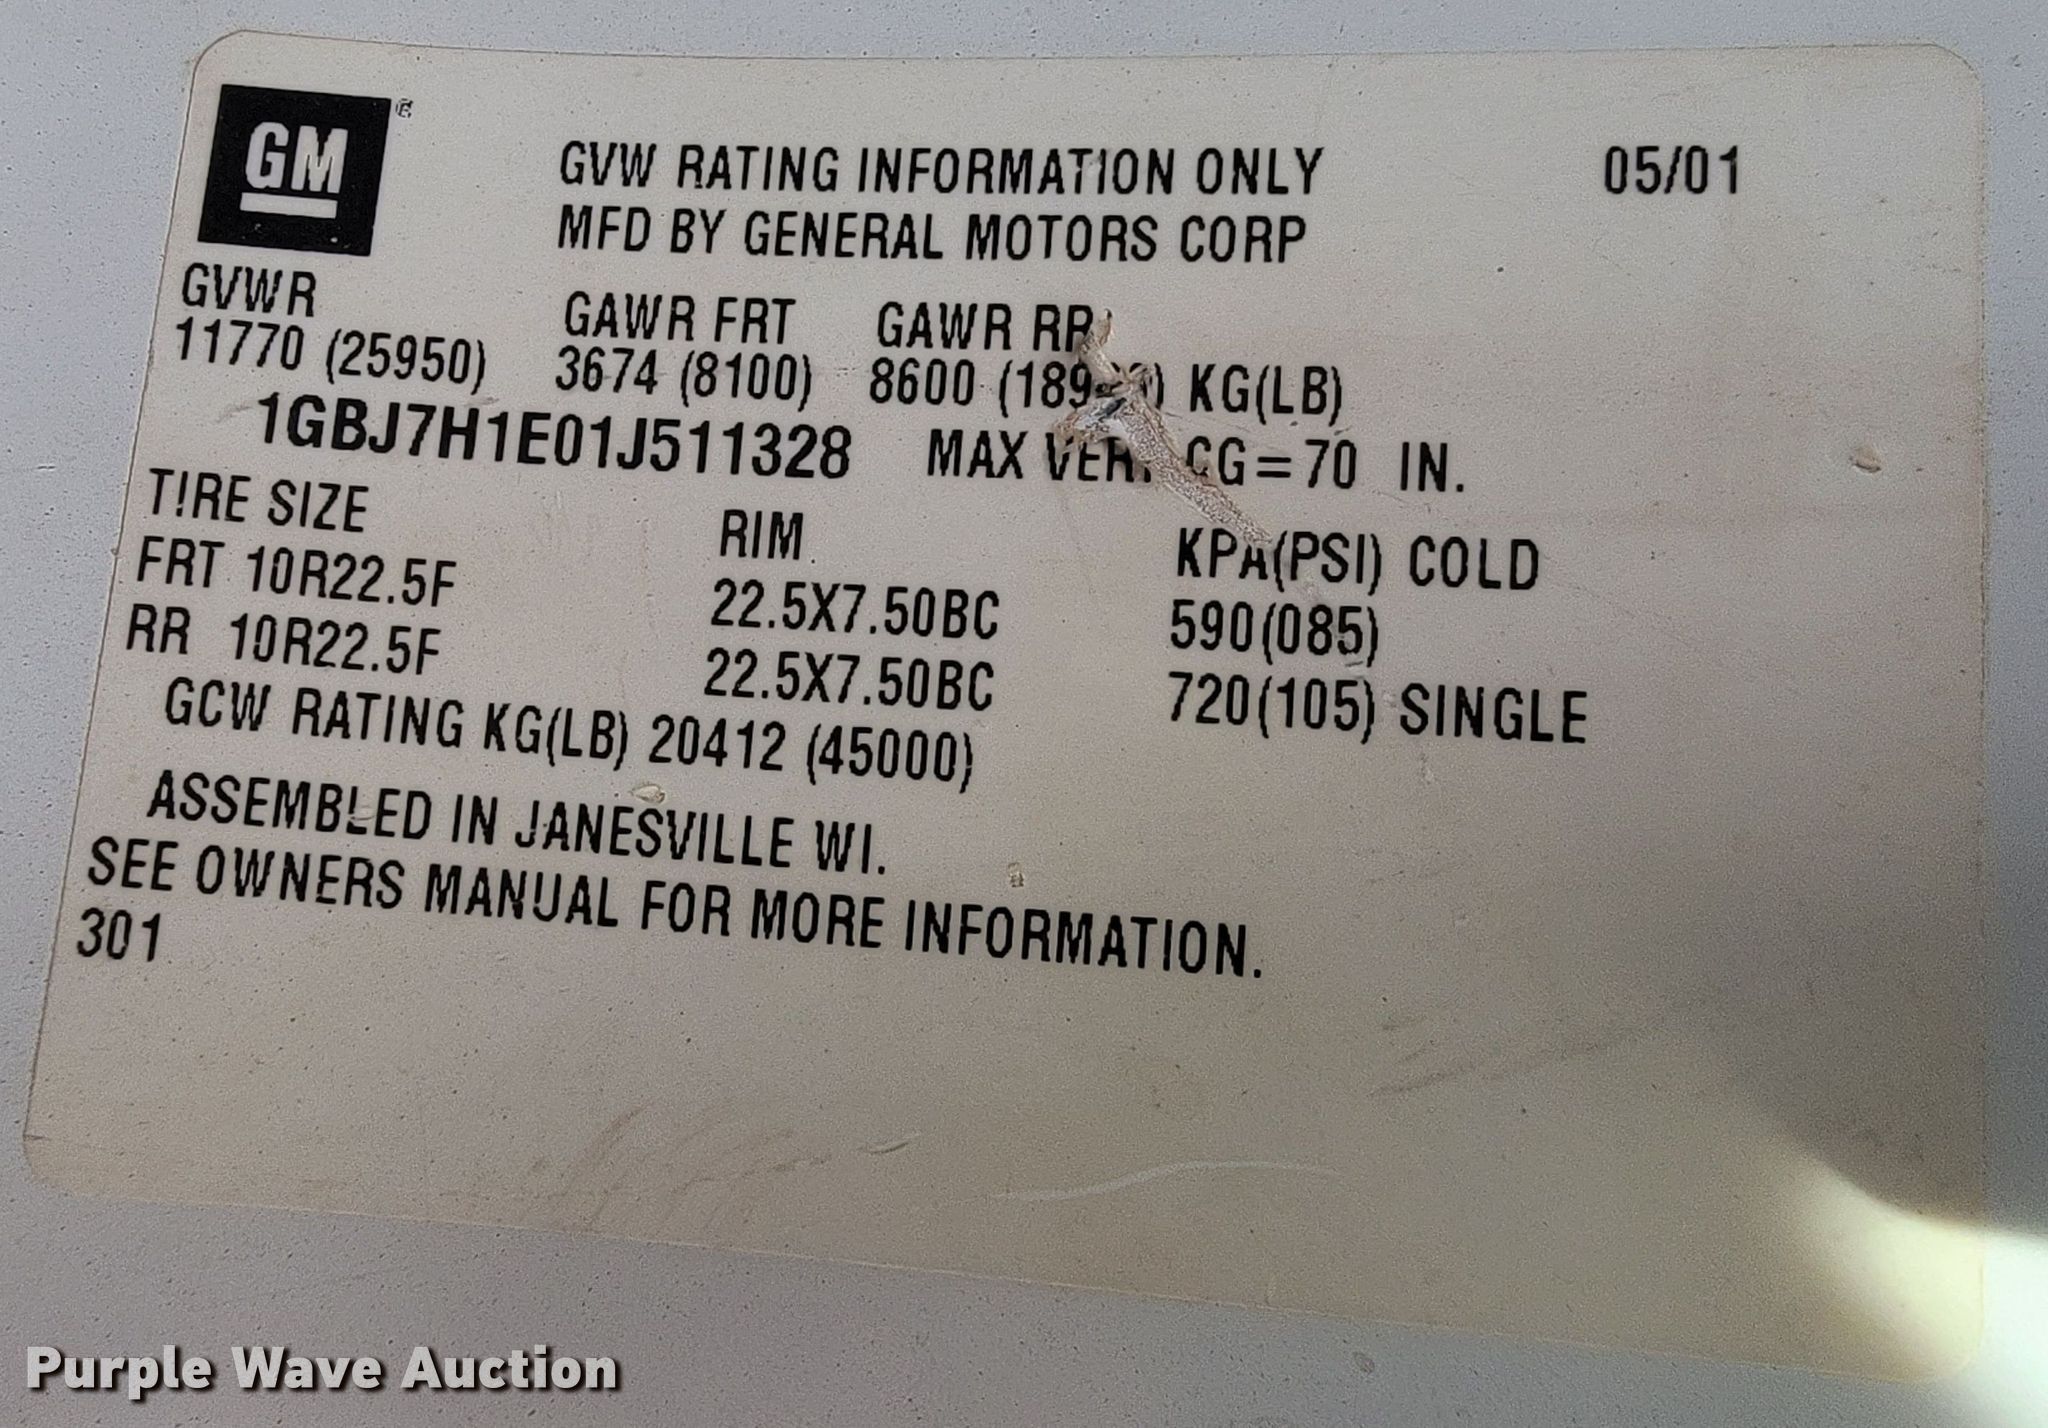 GM
GVW RATING INFORMATION ONLY 05/01
MFD BY GENERAL MOTORS CORP
GVWR GAWR FRT GAWR RR
11770 (25950) 3674 (8100) 8600 KG(LB)
1GBJ7H1E01J511328 MAX CG=70 IN.
TIRE SIZE RIM KPA(PSI) COLD
FRT 10R22.5F 22.5X7.50BC 590(085)
RR 10R22.5F 22.5X7.50BC 720(105) SINGLE
GCW RATING KG(LB) 20412 (45000)
ASSEMBLED IN JANESVILLE WI.
SEE OWNERS MANUAL FOR MORE INFORMATION.
301
Purple Wave Auction